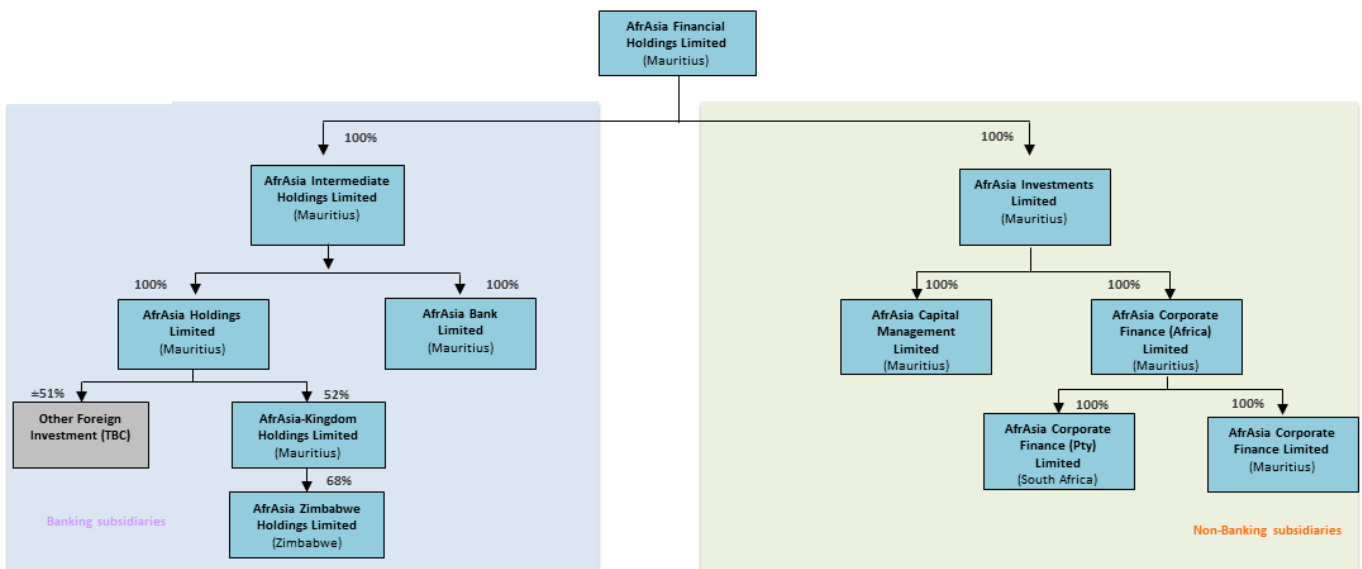 AfrAsia Financial
Holdings Limited
(Mauritius)
100%
100%
AfrAsia Intermediate
Holdings Limited
(Mauritius)
AfrAsia Investments
Limited
(Mauritius)
100%
100%
100%
100%
AfrAsia Holdings
Limited
(Mauritius)
AfrAsia Bank
Limited
(Mauritius)
AfrAsia Capital
Management
Limited
(Mauritius)
AfrAsia Corporate
Finance (Africa)
Limited
(Mauritius)
±51%
52%
100%
100%
Other Foreign
Investment (TBC)
AfrAsia-Kingdom
Holdings Limited
(Mauritius)
AfrAsia Corporate
Finance (Pty)
Limited
(South Africa)
AfrAsia Corporate
Finance Limited
(Mauritius)
68%
AfrAsia Zimbabwe
Holdings Limited
(Zimbabwe)
Banking subsidiaries
Non-Banking subsidiaries